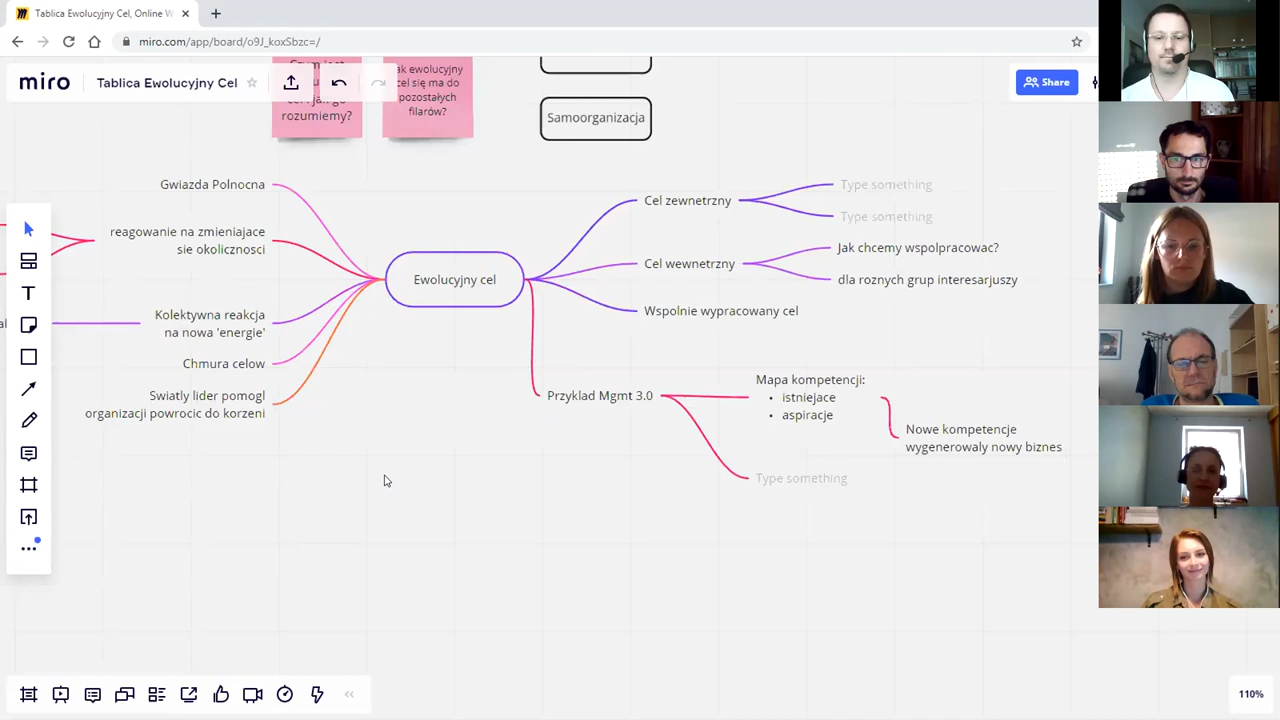 Tablica Ewolucyjny Cel, Online W
miro.com/app/board/o9J_koxSbzc=/
miro
Tablica Ewolucyjny Cel
Share
cel i jak go
rozumiemy?
ewolucyjny
cel się ma do
pozostałych
filarów?
Samoorganizacja
Gwiazda Polnocna
reagowanie na zmieniajace
sie okolicznosci
Kolektywna reakcja
na nowa 'energie'
Chmura celow
Swiatly lider pomogl
organizacji powrocic do korzeni
Ewolucyjny cel
Cel zewnetrzny
Type something
Type something
Cel wewnetrzny
Jak chcemy wspolpracowac?
dla roznych grup interesarjuszy
Wspolnie wypracowany cel
Przyklad Mgmt 3.0
Mapa kompetencji:
• istniejace
• aspiracje
Nowe kompetencje
wygenerowaly nowy biznes
Type something
110%